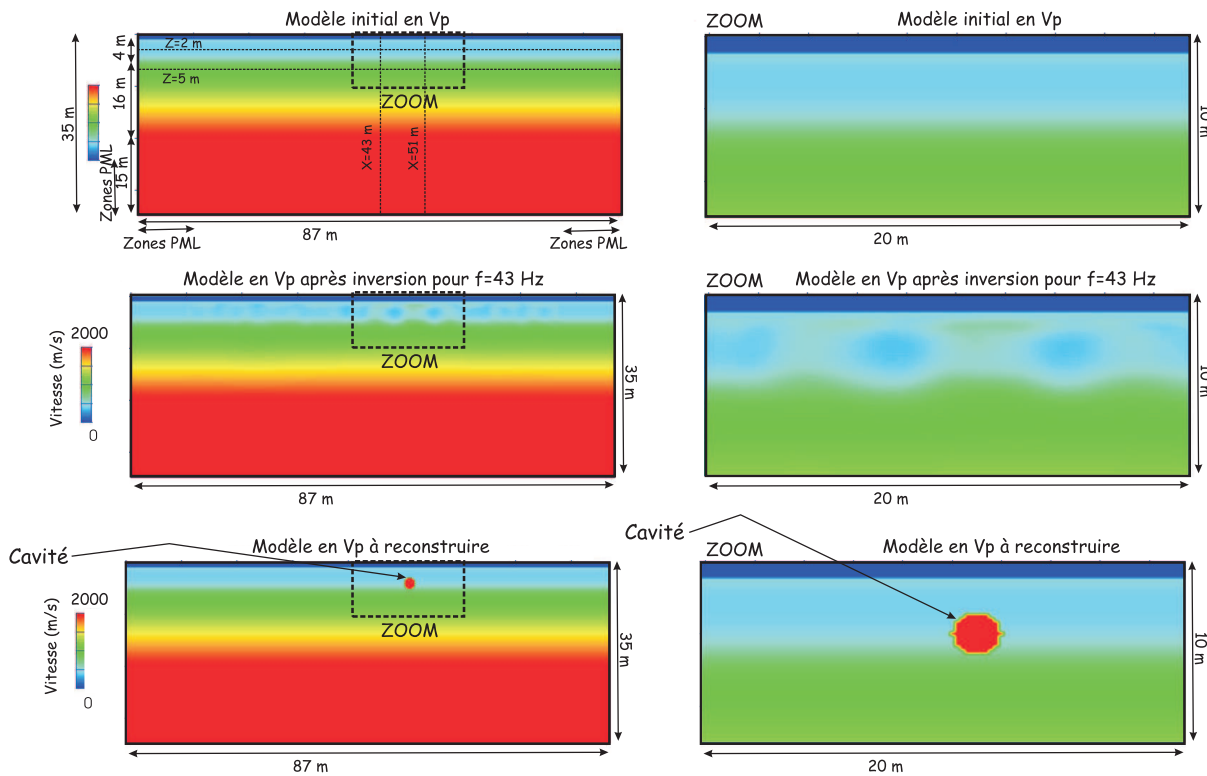 Modèle initial en Vp
Z=2 m
Z=5 m
4 m
16 m
15 m
35 m
Zones PML
ZOOM
X=43 m
X=51 m
87 m
Zones PML
Zones PML
ZOOM
Modèle initial en Vp
10 m
20 m
Modèle en Vp après inversion pour f=43 Hz
2000
Vitesse (m/s)
0
ZOOM
35 m
87 m
ZOOM
Modèle en Vp après inversion pour f=43 Hz
10 m
20 m
Cavité
Modèle en Vp à reconstruire
2000
Vitesse (m/s)
0
ZOOM
35 m
87 m
Cavité
ZOOM
Modèle en Vp à reconstruire
10 m
20 m